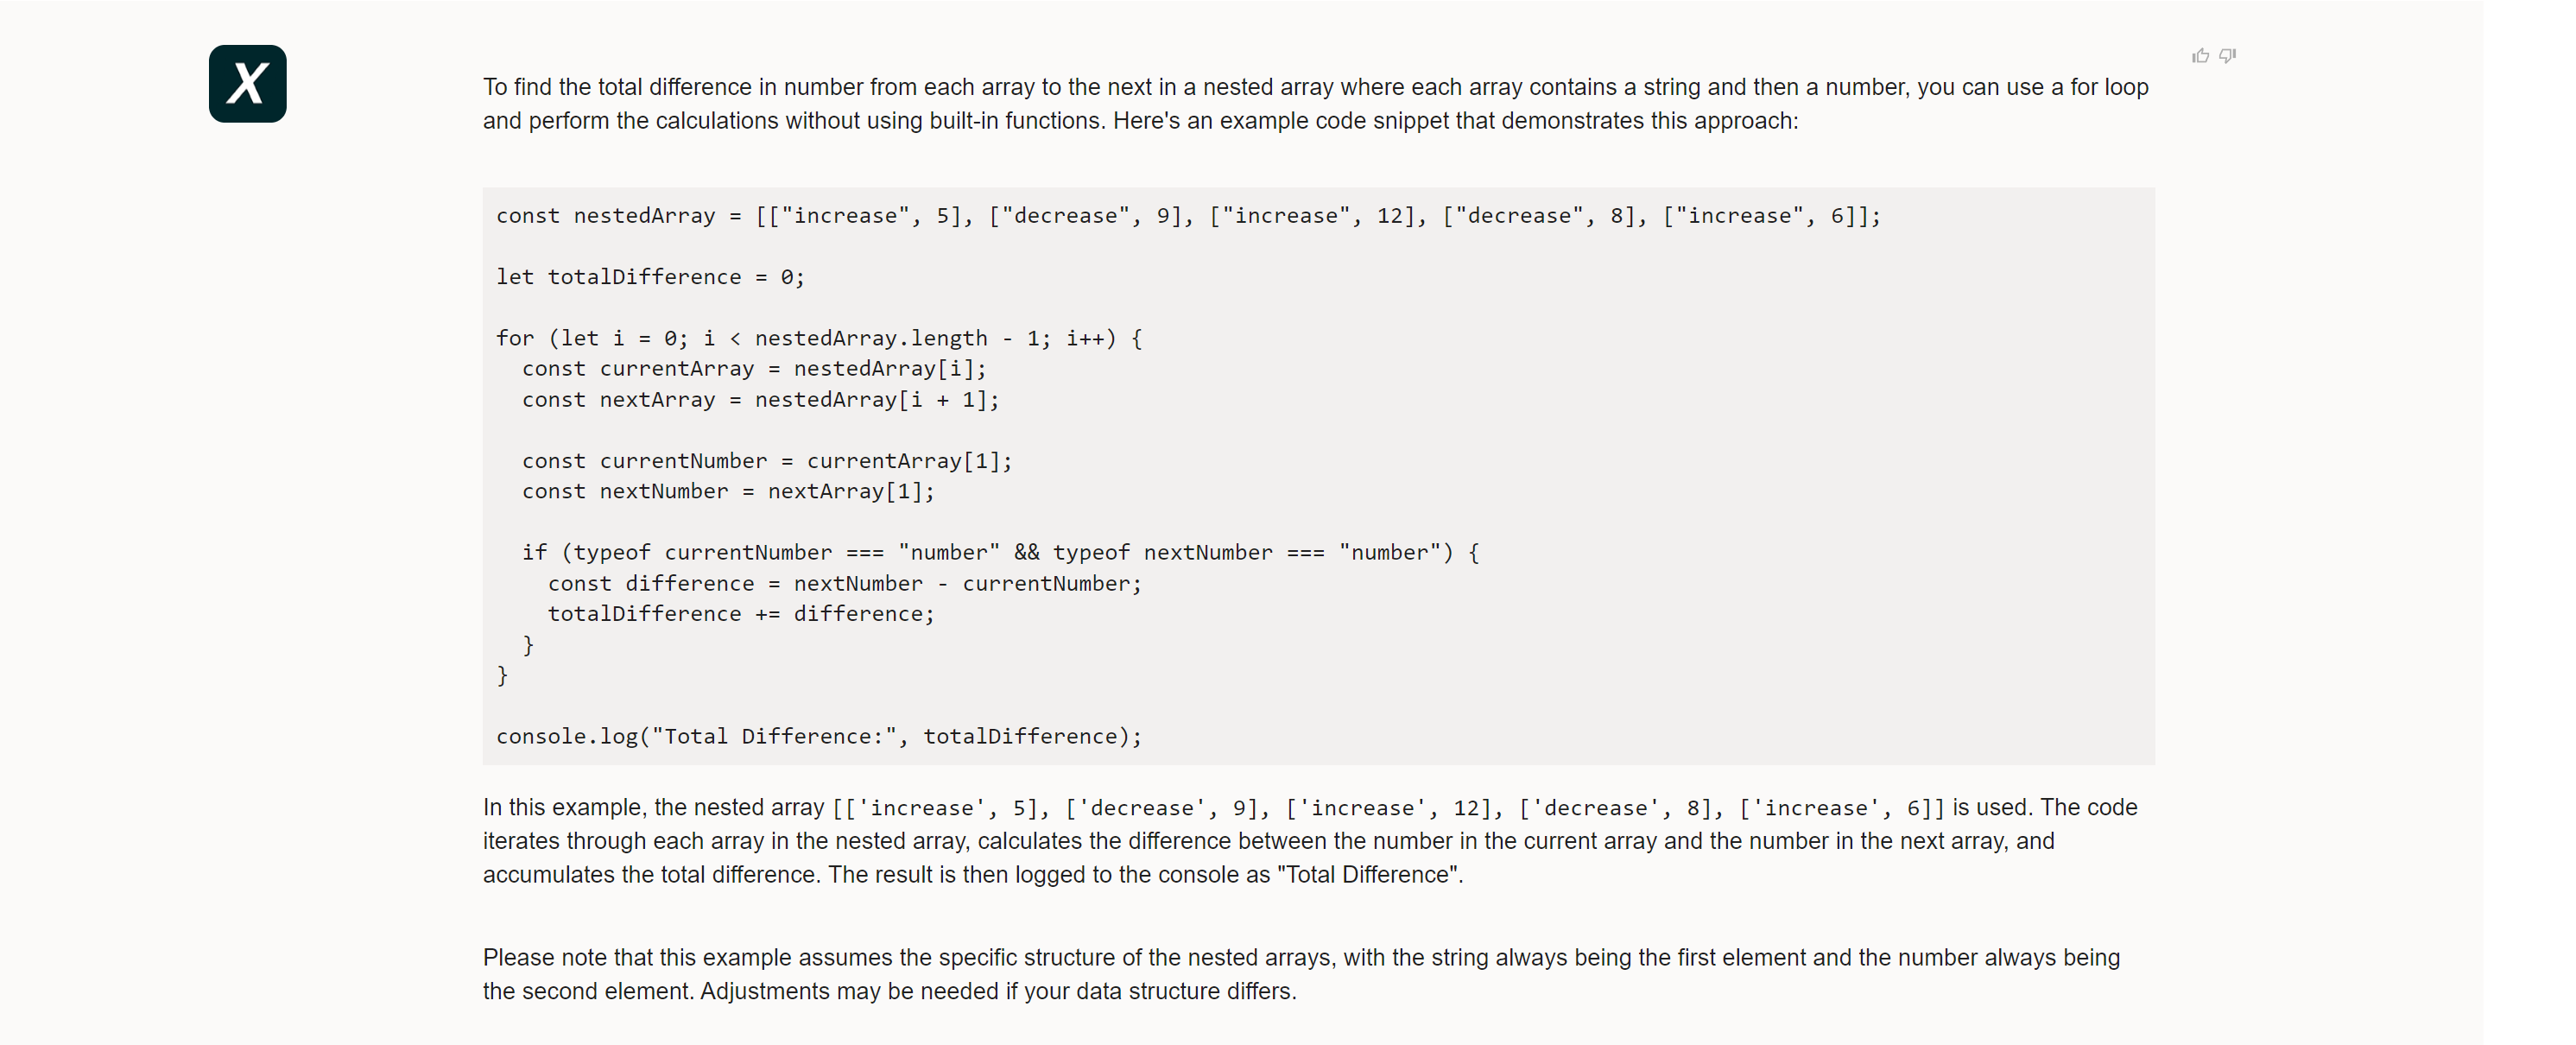 X
To find the total difference in number from each array to the next in a nested array where each array contains a string and then a number, you can use a for loop
and perform the calculations without using built-in functions. Here's an example code snippet that demonstrates this approach:
const nestedArray = [["increase", 5], ["decrease", 9], ["increase", 12], ["decrease", 8], ["increase", 6]];
let totalDifference = 0;
for (let i = 0; i < nestedArray.length - 1; i++) {
  const currentArray = nestedArray[i];
  const nextArray = nestedArray[i + 1];
  const currentNumber = currentArray[1];
  const nextNumber = nextArray[1];
  if (typeof currentNumber === "number" && typeof nextNumber === "number") {
    const difference = nextNumber - currentNumber;
    totalDifference += difference;
  }
}
console.log("Total Difference:", totalDifference);
In this example, the nested array [['increase', 5], ['decrease', 9], ['increase', 12], ['decrease', 8], ['increase', 6]] is used. The code
iterates through each array in the nested array, calculates the difference between the number in the current array and the number in the next array, and
accumulates the total difference. The result is then logged to the console as "Total Difference".
Please note that this example assumes the specific structure of the nested arrays, with the string always being the first element and the number always being
the second element. Adjustments may be needed if your data structure differs.